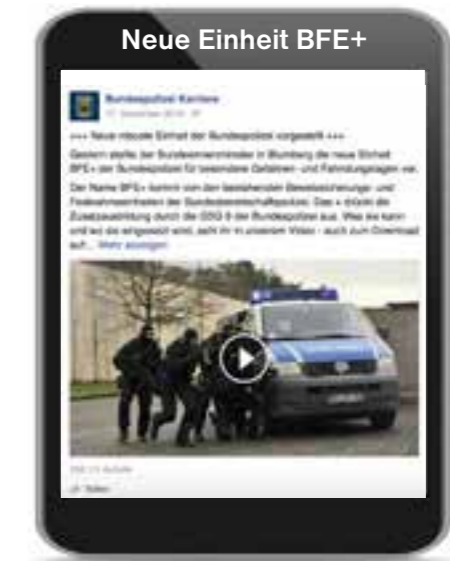 Neue Einheit BFE+
Bundespolizei Karriere
+++ Neue robuste Einheit der Bundespolizei vorgestellt +++
Gestern stellte der Bundesinnenminister in Blumberg die neue Einheit
BFE+ der Bundespolizei für besondere Gefahren- und Fahndungslagen vor.
Der Name BFE+ kommt von den bestehenden Beweissicherungs- und
Festnahmeeinheiten der Bundesbereitschaftspolizei. Das + drückt die
Zusatzausbildung durch die GSG 9 der Bundespolizei aus. Was sie kann
und wo sie eingesetzt wird, seht ihr in unserem Video - auch zum Download
auf... Mehr anzeigen
Teilen